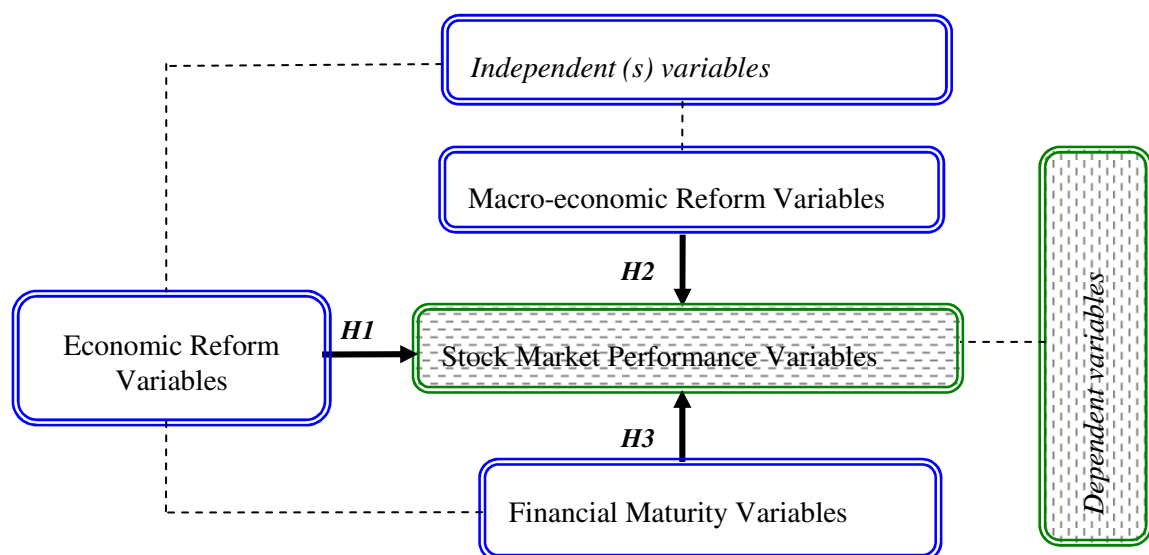 Independent (s) variables
Macro-economic Reform Variables
H2
H1
Economic Reform
Variables
Stock Market Performance Variables
Dependent variables
H3
Financial Maturity Variables